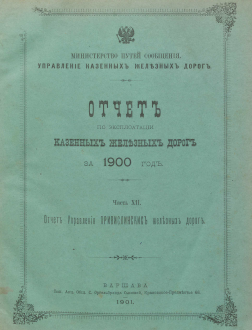 МИНИСТЕРСТВО ПУТЕЙ СООБЩЕНІЯ.
УПРАВЛЕНІЕ КАЗЕННЫХЪ ЖЕЛѢЗНЫХЪ ДОРОГЪ.
ОТЧЕТЪ
ПО ЭКСПЛОАТАЦІИ
КАЗЕННЫХЪ ЖЕЛѢЗНЫХЪ ДОРОГЪ
ЗА 1900 ГОДЪ.
Часть XII.
Отчетъ Управленія ПРИВИСЛИНСКИХЪ желѣзныхъ дорогъ.
ВАРШАВА
1901.